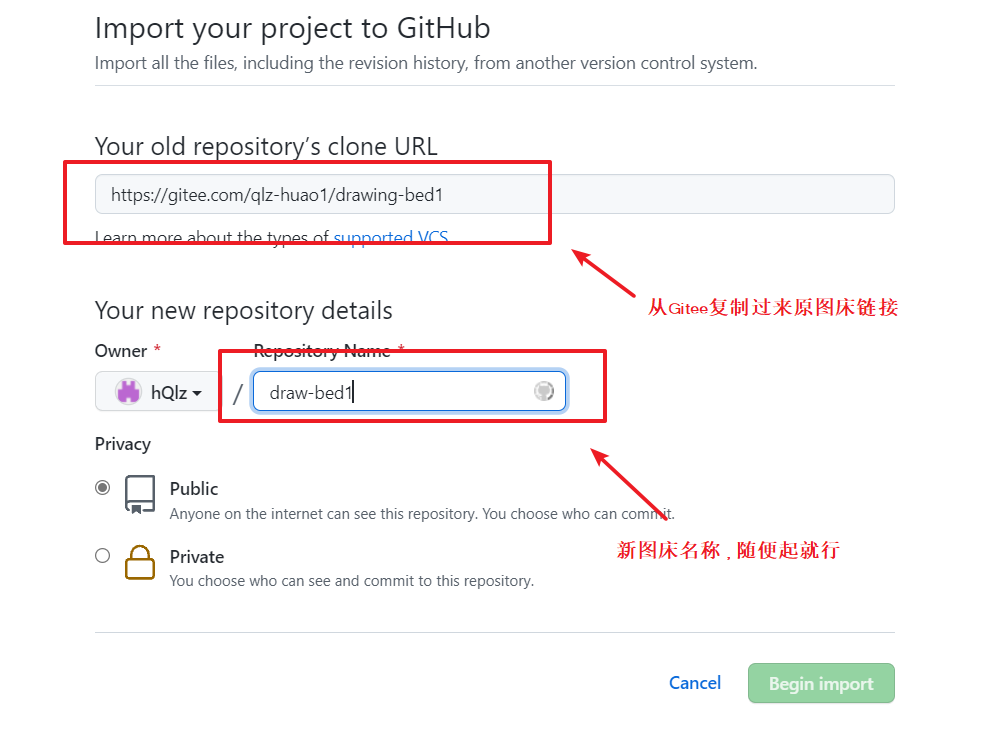 Import your project to GitHub
Import all the files, including the revision history, from another version control system.
Your old repository’s clone URL
https://gitee.com/qlz-huao1/drawing-bed1
Learn more about the types of supported VCS
从Gitee复制过来原图床链接
Your new repository details
Owner *
Repository Name *
hQlz
/
draw-bed1
Privacy
Public
Anyone on the internet can see this repository. You choose who can commit.
新图床名称，随便起就行
Private
You choose who can see and commit to this repository.
Cancel
Begin import